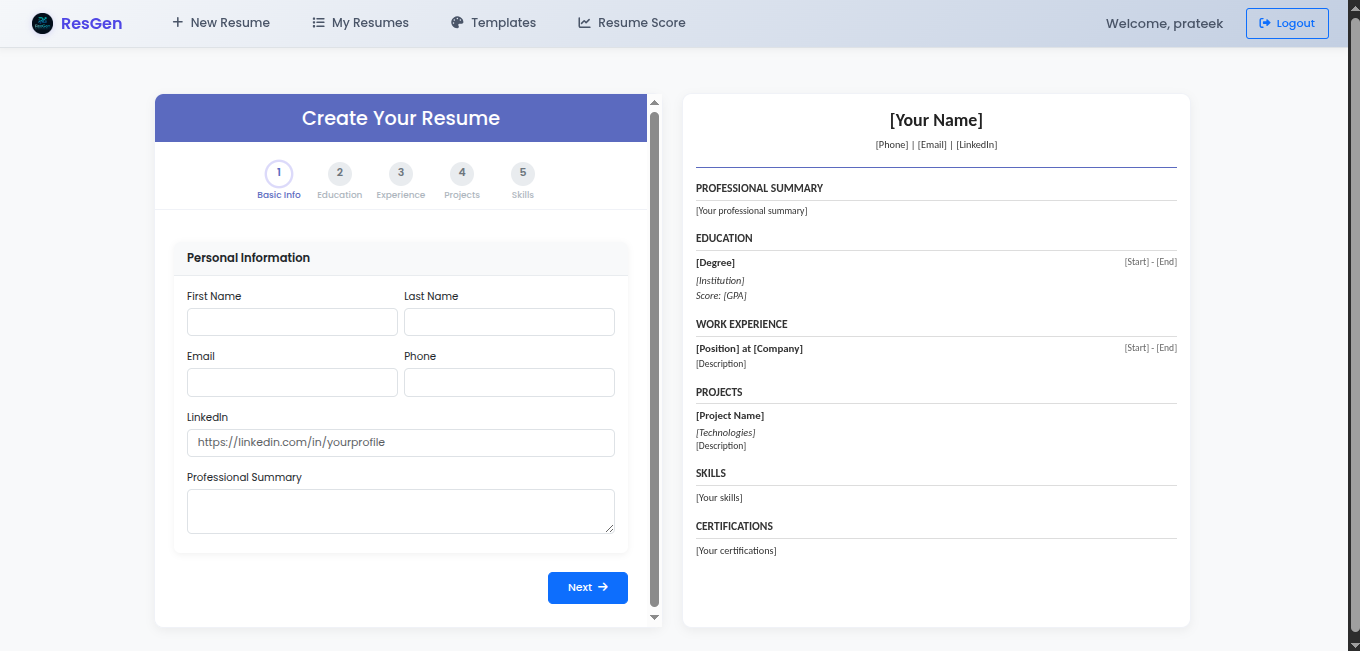 ResGen
New Resume
My Resumes
Templates
Resume Score
Welcome, prateek
Logout
Create Your Resume
1 2 3 4 5
Basic Info Education Experience Projects Skills
Personal Information
First Name Last Name
Email Phone
LinkedIn
https://linkedin.com/in/yourprofile
Professional Summary
Next
[Your Name]
[Phone] | [Email] | [LinkedIn]
PROFESSIONAL SUMMARY
[Your professional summary]
EDUCATION
[Degree] [Start] - [End]
[Institution]
Score: [GPA]
WORK EXPERIENCE
[Position] at [Company] [Start] - [End]
[Description]
PROJECTS
[Project Name]
[Technologies]
[Description]
SKILLS
[Your skills]
CERTIFICATIONS
[Your certifications]